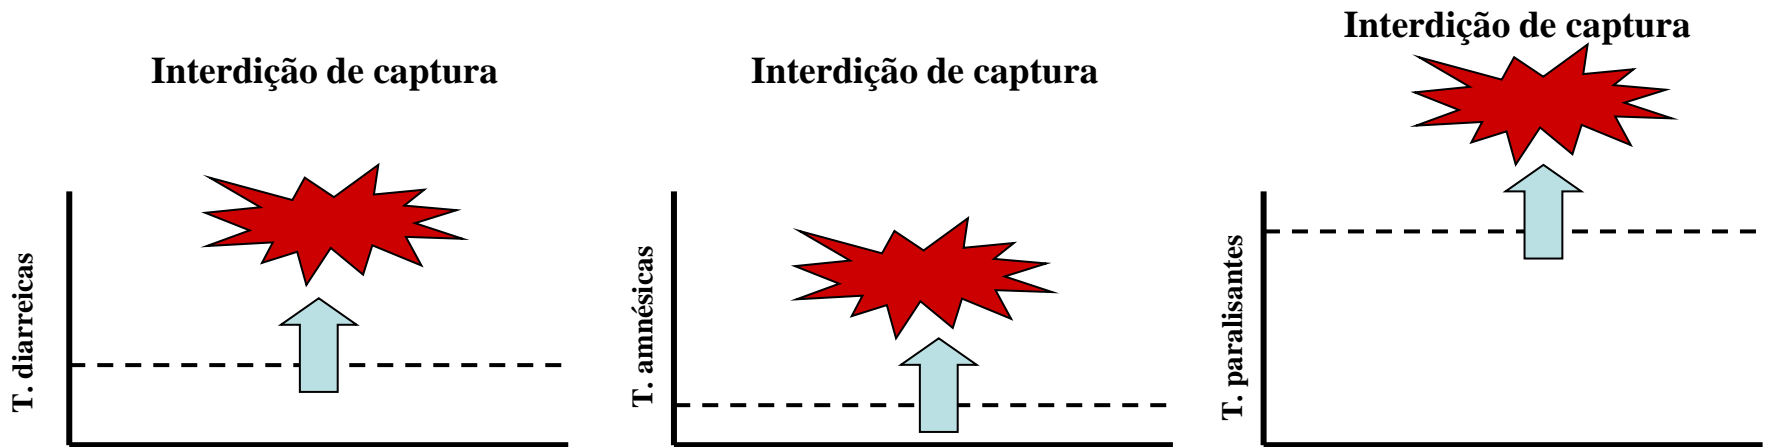 Interdição de captura
T. diarreicas
Interdição de captura
T. amnésicas
Interdição de captura
T. paralisantes